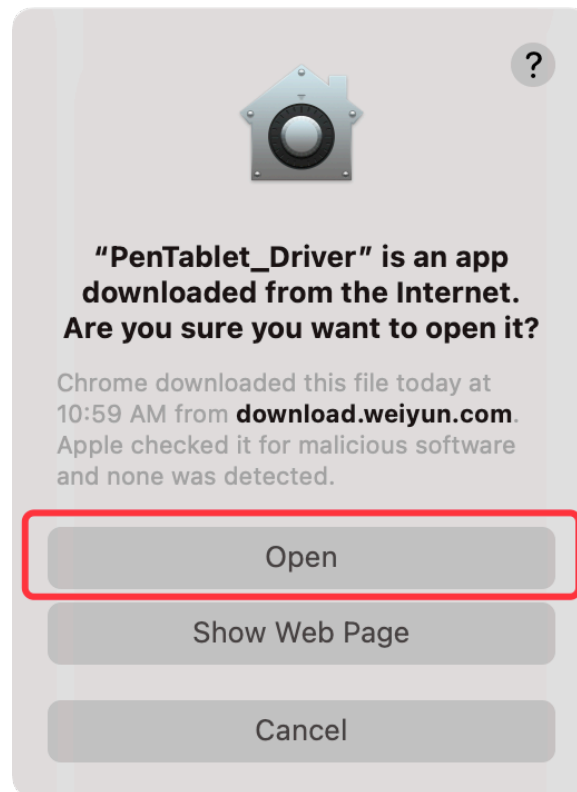 ?
“PenTablet_Driver” is an app
downloaded from the Internet.
Are you sure you want to open it?
Chrome downloaded this file today at
10:59 AM from download.weiyun.com.
Apple checked it for malicious software
and none was detected.
Open
Show Web Page
Cancel